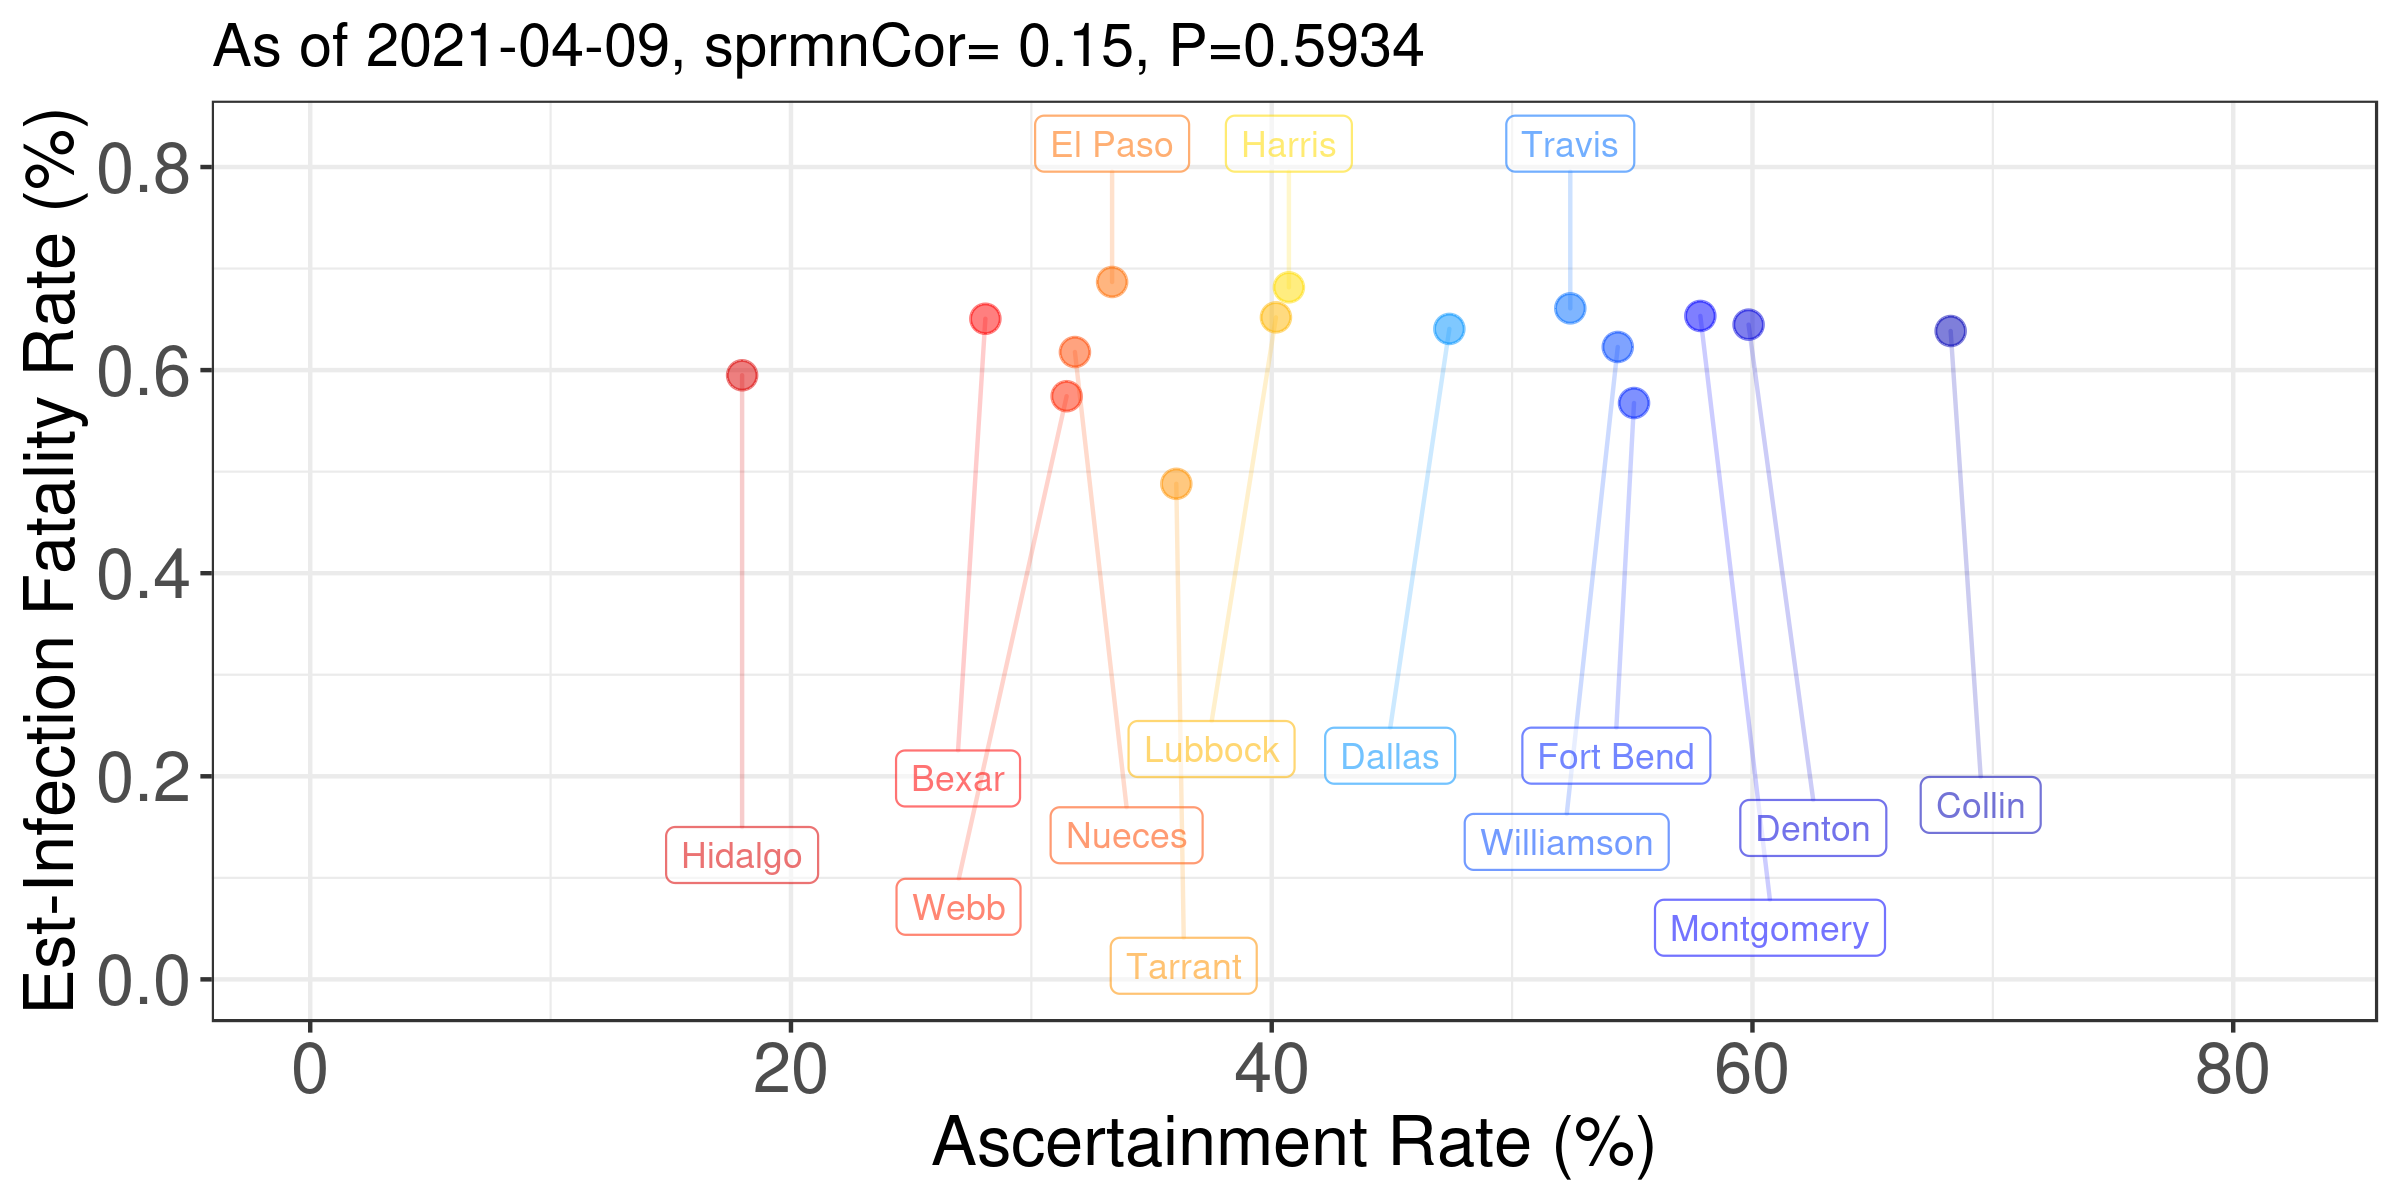 As of 2021-04-09, sprmnCor= 0.15, P=0.5934
Est-Infection Fatality Rate (%)
0.8
0.6
0.4
0.2
0.0
El Paso
Harris
Travis
Lubbock
Dallas
Fort Bend
Bexar
Collin
Nueces
Denton
Williamson
Hidalgo
Webb
Montgomery
Tarrant
0
20
40
60
80
Ascertainment Rate (%)